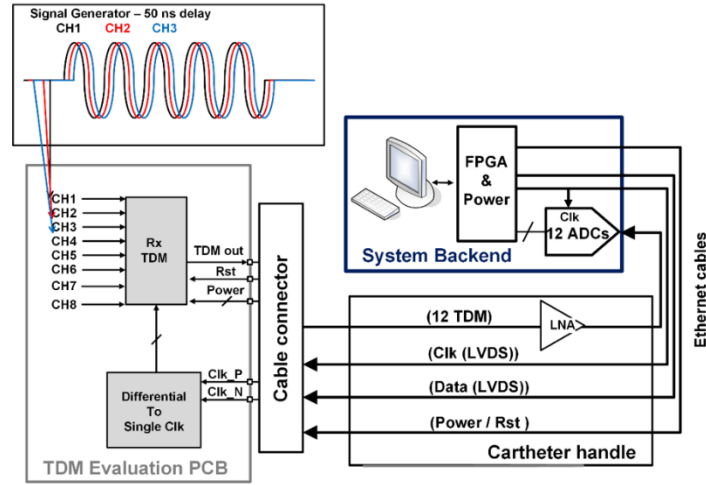 Signal Generator – 50 ns delay
CH1 CH2 CH3
CH1
CH2
CH3
CH4
CH5
CH6
CH7
CH8
Rx
TDM
TDM out
Rst
Power
Differential
To
Single Clk
Clk_P
Clk_N
TDM Evaluation PCB
Cable connector
FPGA
&
Power
Clk
12 ADCs
System Backend
Ethernet cables
(12 TDM)
LNA
(Clk (LVDS))
(Data (LVDS))
(Power / Rst )
Cartheter handle